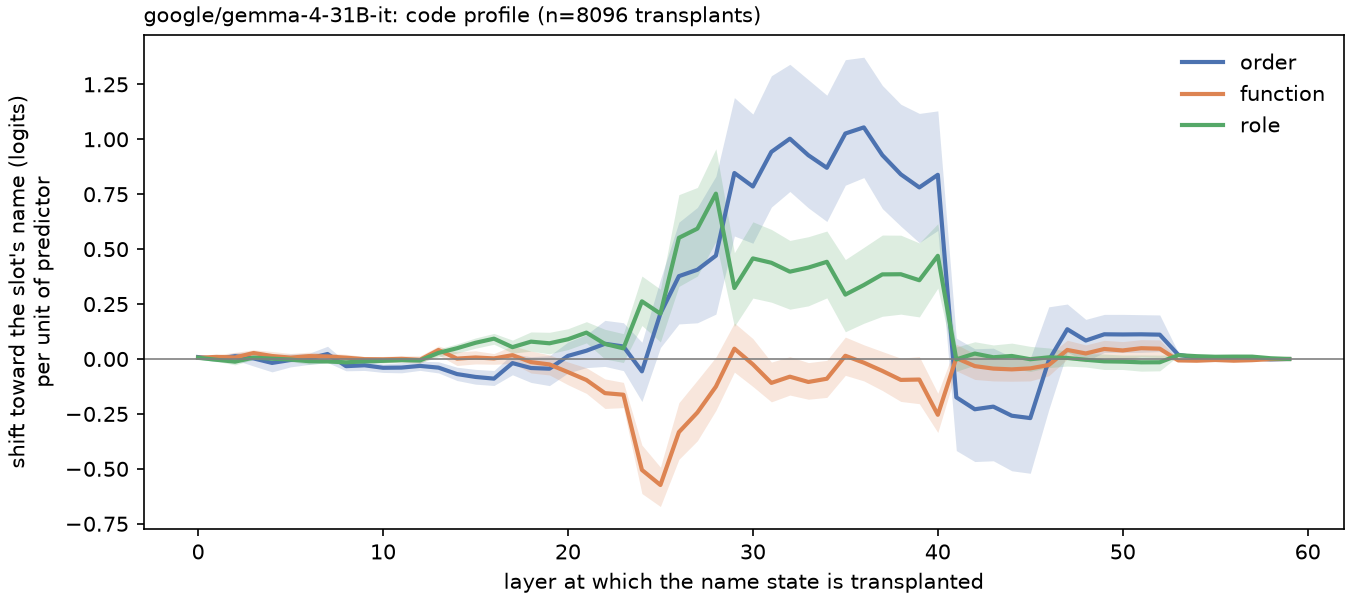 google/gemma-4-31B-it: code profile (n=8096 transplants)
shift toward the slot's name (logits)
per unit of predictor
1.25
1.00
0.75
0.50
0.25
0.00
−0.25
−0.50
−0.75
order
function
role
0 10 20 30 40 50 60
layer at which the name state is transplanted